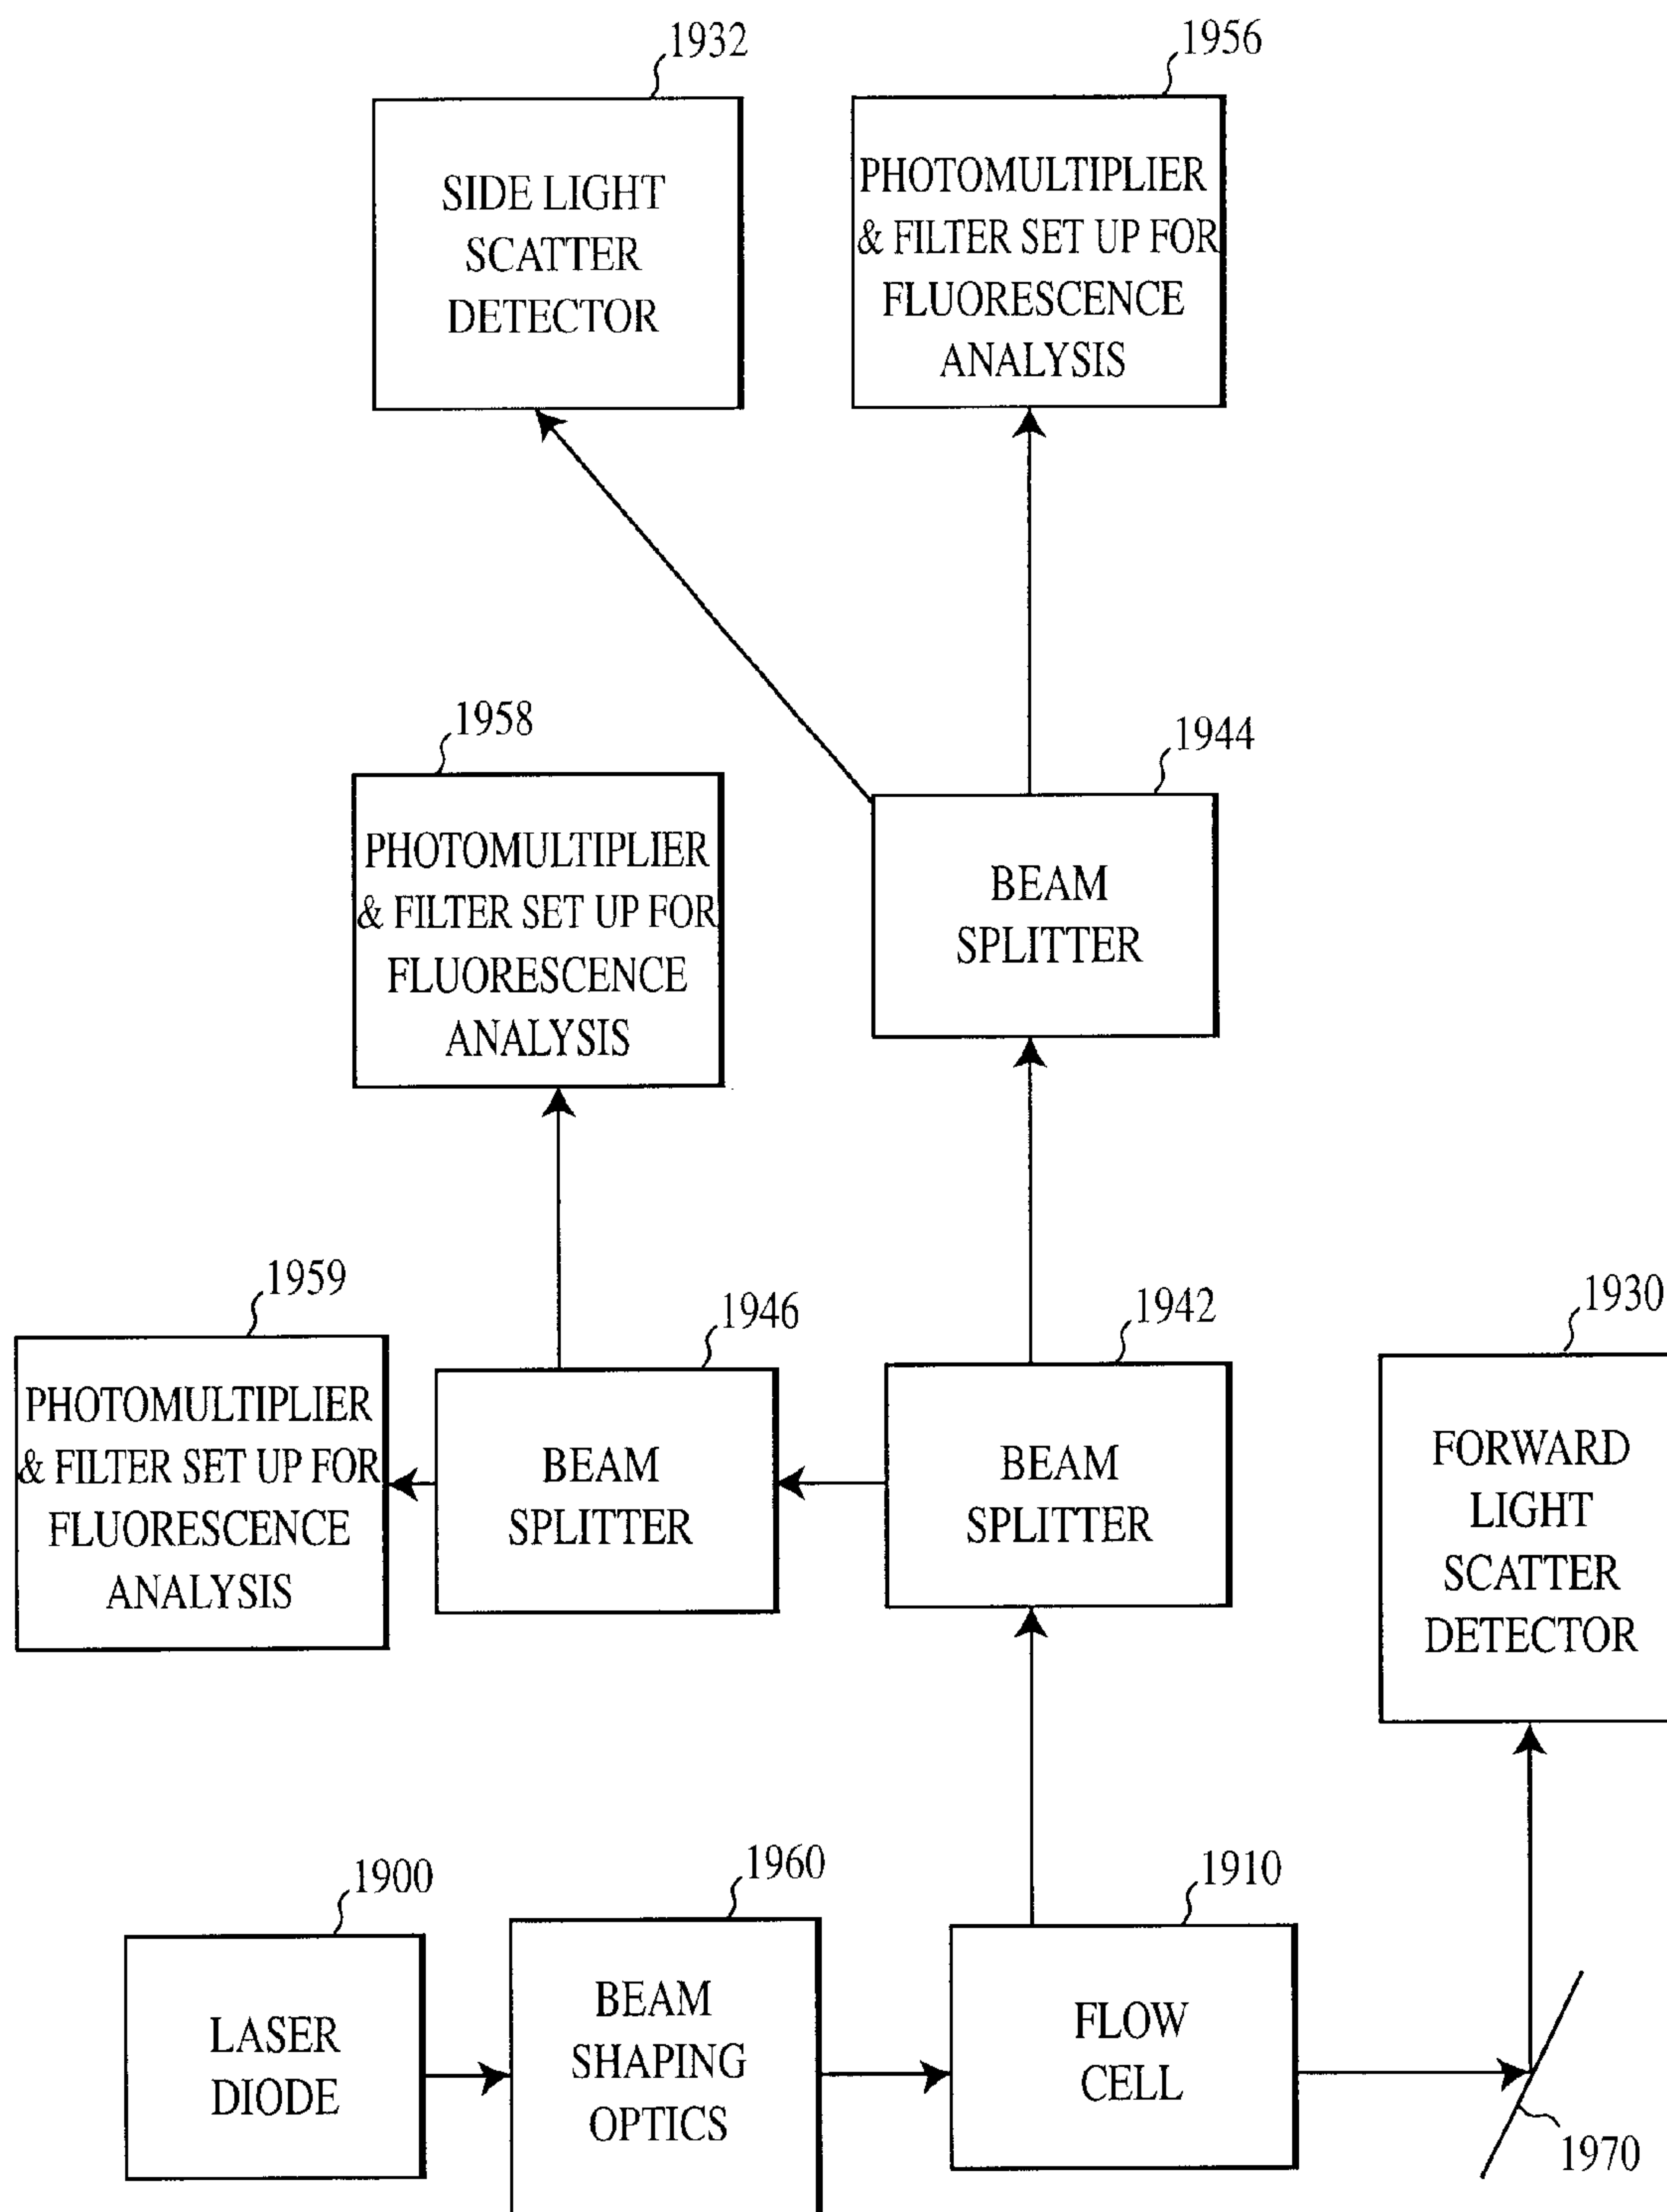 1932
SIDE LIGHT
SCATTER
DETECTOR
1956
PHOTOMULTIPLIER
& FILTER SET UP FOR
FLUORESCENCE
ANALYSIS
1958
PHOTOMULTIPLIER
& FILTER SET UP FOR
FLUORESCENCE
ANALYSIS
1944
BEAM
SPLITTER
1959
PHOTOMULTIPLIER
& FILTER SET UP FOR
FLUORESCENCE
ANALYSIS
1946
BEAM
SPLITTER
1942
BEAM
SPLITTER
1930
FORWARD
LIGHT
SCATTER
DETECTOR
1900
LASER
DIODE
1960
BEAM
SHAPING
OPTICS
1910
FLOW
CELL
1970